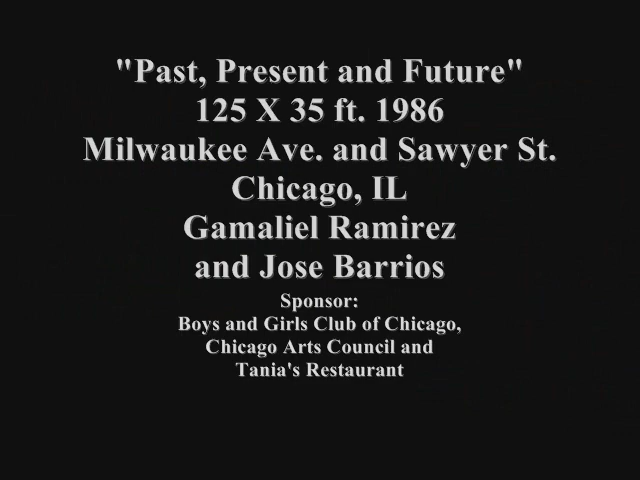 "Past, Present and Future"
125 X 35 ft. 1986
Milwaukee Ave. and Sawyer St.
Chicago, IL
Gamaliel Ramirez
and Jose Barrios
Sponsor:
Boys and Girls Club of Chicago,
Chicago Arts Council and
Tania's Restaurant